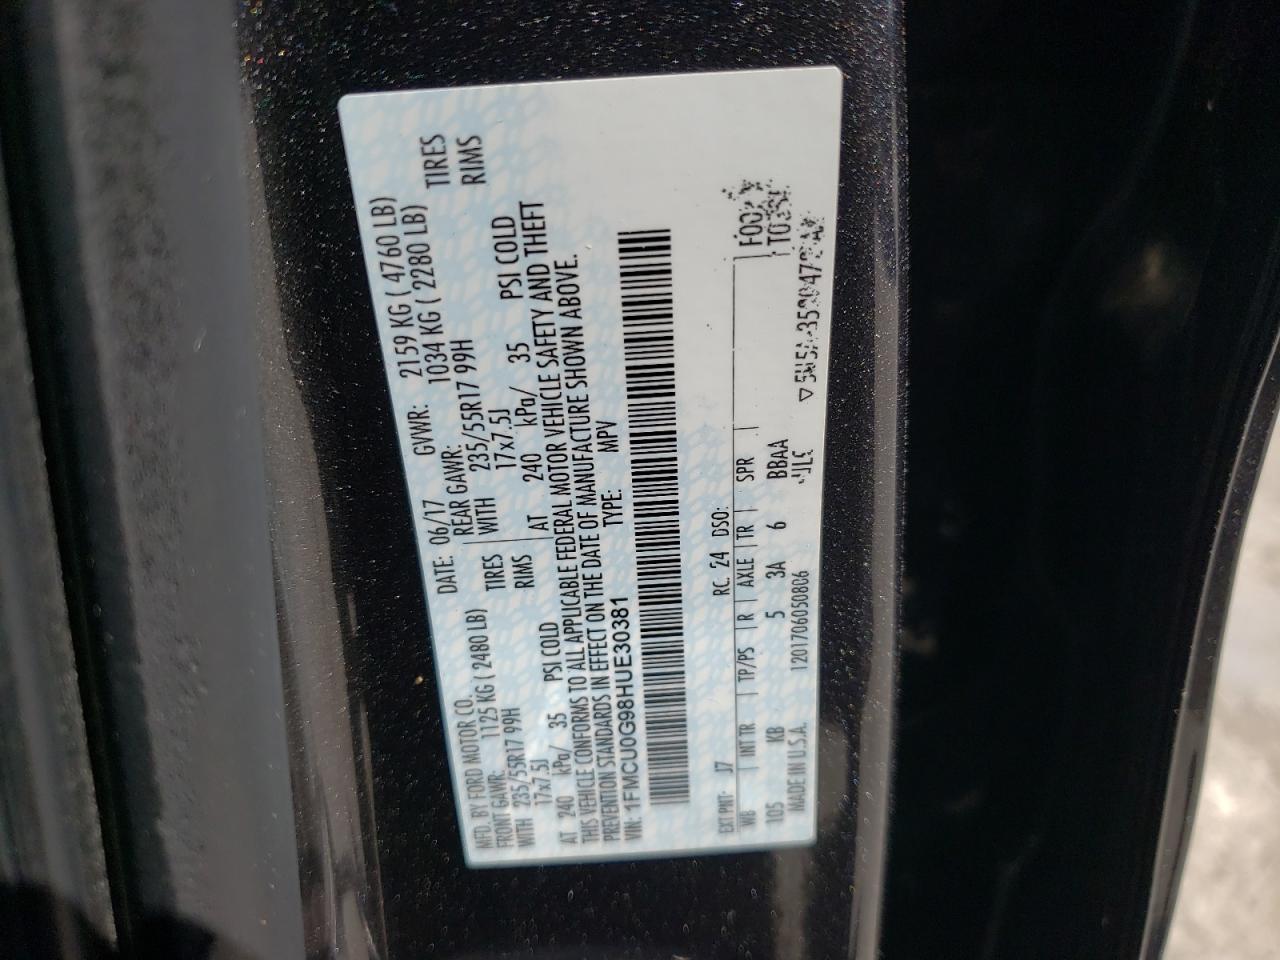 MFD. BY FORD MOTOR CO. DATE: 06/17 GVWR: 2159 KG ( 4760 LB)
FRONT GAWR: 1125 KG ( 2480 LB) REAR GAWR: 1034 KG ( 2280 LB)
WITH 235/55R17 99H TIRES WITH 235/55R17 99H TIRES
17x7.5J RIMS 17x7.5J RIMS
AT 240 kPa/ 35 PSI COLD AT 240 kPa/ 35 PSI COLD
THIS VEHICLE CONFORMS TO ALL APPLICABLE FEDERAL MOTOR VEHICLE SAFETY AND THEFT
PREVENTION STANDARDS IN EFFECT ON THE DATE OF MANUFACTURE SHOWN ABOVE.
VIN: 1FMCU0G98HUE30381 TYPE: MPV
EXT PNT: J7 RC: 24 DSO:
WB INT TR TP/PS R AXLE TR SPR
105 KB 5 3A 6 BBAA
MADE IN U.S.A. 1201706050806